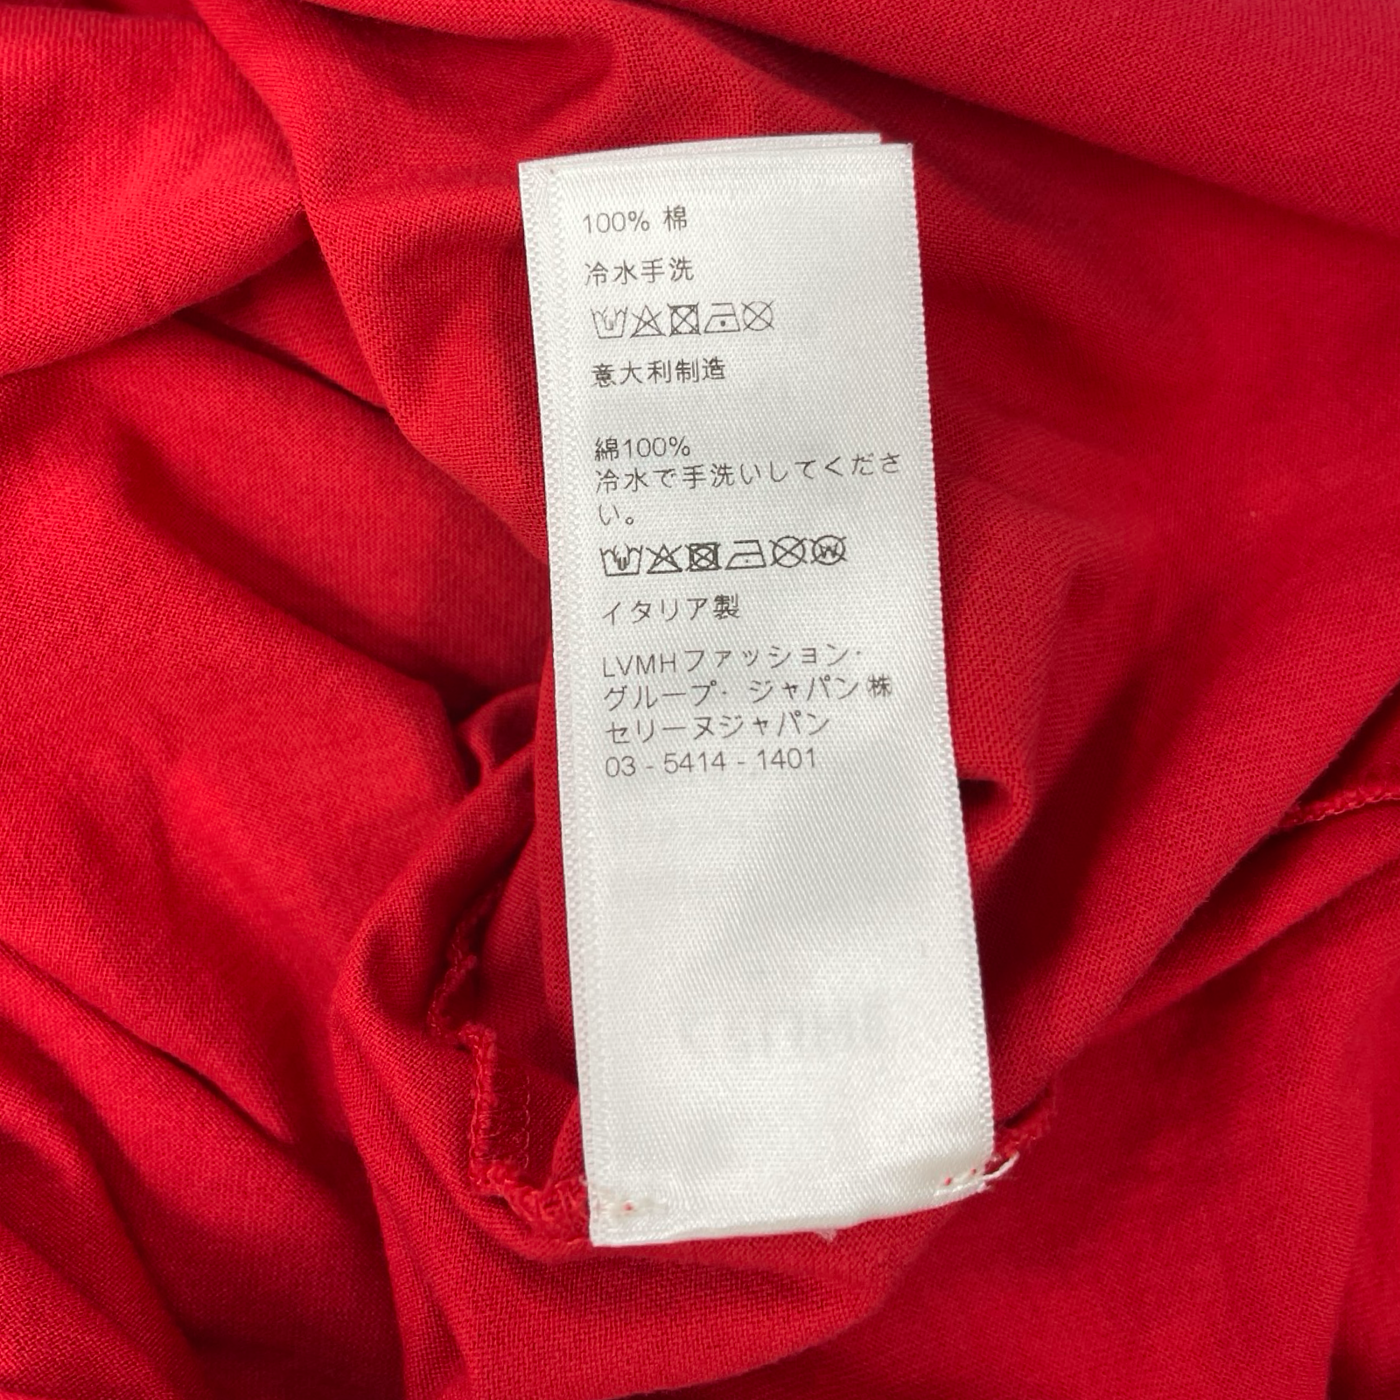 100% 棉
冷水手洗
意大利制造
綿100%
冷水で手洗いしてくださ
い。
W
イタリア製
LVMHファッション·
グループ· ジャパン株
セリーヌジャパン
03 - 5414 - 1401